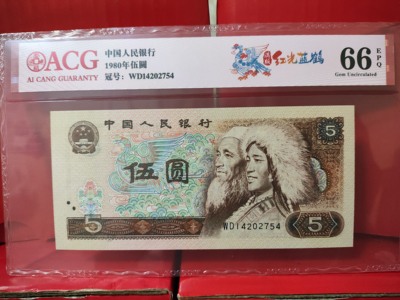 ACG
AI CANG GUARANTY
中国人民银行
1980年伍圓
冠号：WD14202754
红光蓝鹤
66 EPQ
Gem Uncirculated
中国人民银行
5
伍圆
5
5
WD14202754